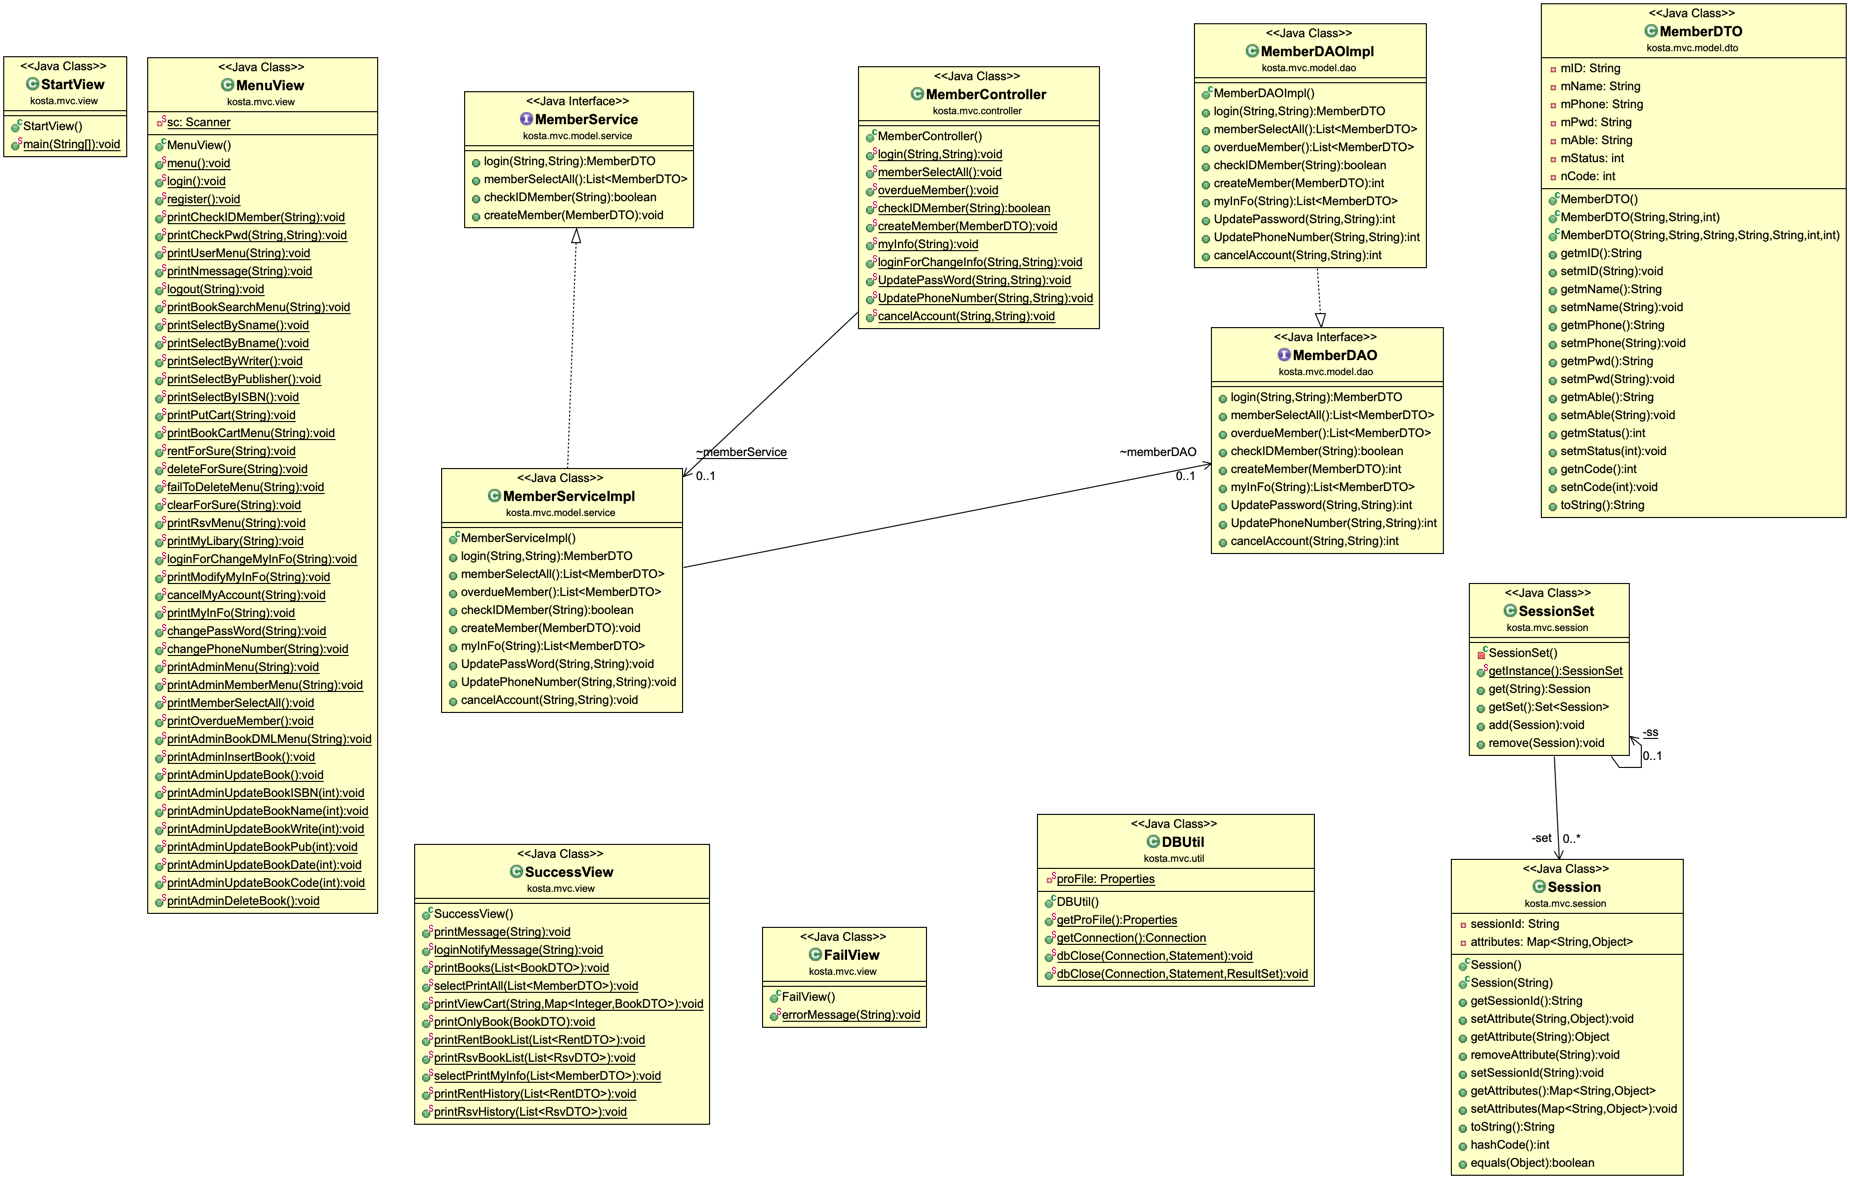 <<Java Class>>
StartView
kosta.mvc.view
StartView()
main(String[]):void
<<Java Class>>
MenuView
kosta.mvc.view
sc: Scanner
MenuView()
menu():void
login():void
register():void
printCheckIDMember(String):void
printCheckPwd(String,String):void
printUserMenu(String):void
printNmessage(String):void
logout(String):void
printBookSearchMenu(String):void
printSelectBySname():void
printSelectByBname():void
printSelectByWriter():void
printSelectByPublisher():void
printSelectByISBN():void
printPutCart(String):void
printBookCartMenu(String):void
rentForSure(String):void
deleteForSure(String):void
failToDeleteMenu(String):void
clearForSure(String):void
printRsvMenu(String):void
printMyLibary(String):void
loginForChangeMyInFo(String):void
printModifyMyInFo(String):void
cancelMyAccount(String):void
printMyInFo(String):void
changePassWord(String):void
changePhoneNumber(String):void
printAdminMenu(String):void
printAdminMemberMenu(String):void
printMemberSelectAll():void
printOverdueMember():void
printAdminBookDMLMenu(String):void
printAdminInsertBook():void
printAdminUpdateBook():void
printAdminUpdateBookISBN(int):void
printAdminUpdateBookName(int):void
printAdminUpdateBookWrite(int):void
printAdminUpdateBookPub(int):void
printAdminUpdateBookDate(int):void
printAdminUpdateBookCode(int):void
printAdminDeleteBook():void
<<Java Interface>>
MemberService
kosta.mvc.model.service
login(String,String):MemberDTO
memberSelectAll():List<MemberDTO>
checkIDMember(String):boolean
createMember(MemberDTO):void
<<Java Class>>
MemberController
kosta.mvc.controller
MemberController()
login(String,String):void
memberSelectAll():void
overdueMember():void
checkIDMember(String):boolean
createMember(MemberDTO):void
myInfo(String):void
loginForChangeInfo(String,String):void
UpdatePassWord(String,String):void
UpdatePhoneNumber(String,String):void
cancelAccount(String,String):void
<<Java Class>>
MemberDAOImpl
kosta.mvc.model.dao
MemberDAOImpl()
login(String,String):MemberDTO
memberSelectAll():List<MemberDTO>
overdueMember():List<MemberDTO>
checkIDMember(String):boolean
createMember(MemberDTO):int
myInFo(String):List<MemberDTO>
UpdatePassword(String,String):int
UpdatePhoneNumber(String,String):int
cancelAccount(String,String):int
<<Java Class>>
MemberDTO
kosta.mvc.model.dto
mID: String
mName: String
mPhone: String
mPwd: String
mAble: String
mStatus: int
nCode: int
MemberDTO()
MemberDTO(String,String,int)
MemberDTO(String,String,String,String,String,int,int)
getmID():String
setmID(String):void
getmName():String
setmName(String):void
getmPhone():String
setmPhone(String):void
getmPwd():String
setmPwd(String):void
getmAble():String
setmAble(String):void
getmStatus():int
setmStatus(int):void
getnCode():int
setnCode(int):void
toString():String
<<Java Interface>>
MemberDAO
kosta.mvc.model.dao
login(String,String):MemberDTO
memberSelectAll():List<MemberDTO>
overdueMember():List<MemberDTO>
checkIDMember(String):boolean
createMember(MemberDTO):int
myInFo(String):List<MemberDTO>
UpdatePassword(String,String):int
UpdatePhoneNumber(String,String):int
cancelAccount(String,String):int
~memberService
0..1
~memberDAO
0..1
<<Java Class>>
MemberServiceImpl
kosta.mvc.model.service
MemberServiceImpl()
login(String,String):MemberDTO
memberSelectAll():List<MemberDTO>
overdueMember():List<MemberDTO>
checkIDMember(String):boolean
createMember(MemberDTO):void
myInFo(String):List<MemberDTO>
UpdatePassWord(String,String):void
UpdatePhoneNumber(String,String):void
cancelAccount(String,String):void
<<Java Class>>
SessionSet
kosta.mvc.session
SessionSet()
getInstance():SessionSet
get(String):Session
getSet():Set<Session>
add(Session):void
remove(Session):void
-ss
0..1
-set
0..*
<<Java Class>>
SuccessView
kosta.mvc.view
SuccessView()
printMessage(String):void
loginNotifyMessage(String):void
printBooks(List<BookDTO>):void
selectPrintAll(List<MemberDTO>):void
printViewCart(String,Map<Integer,BookDTO>):void
printOnlyBook(BookDTO):void
printRentBookList(List<RentDTO>):void
printRsvBookList(List<RsvDTO>):void
selectPrintMyInfo(List<MemberDTO>):void
printRentHistory(List<RentDTO>):void
printRsvHistory(List<RsvDTO>):void
<<Java Class>>
FailView
kosta.mvc.view
FailView()
errorMessage(String):void
<<Java Class>>
DBUtil
kosta.mvc.util
proFile: Properties
DBUtil()
getProFile():Properties
getConnection():Connection
dbClose(Connection,Statement):void
dbClose(Connection,Statement,ResultSet):void
<<Java Class>>
Session
kosta.mvc.session
sessionId: String
attributes: Map<String,Object>
Session()
Session(String)
getSessionId():String
setAttribute(String,Object):void
getAttribute(String):Object
removeAttribute(String):void
setSessionId(String):void
getAttributes():Map<String,Object>
setAttributes(Map<String,Object>):void
toString():String
hashCode():int
equals(Object):boolean